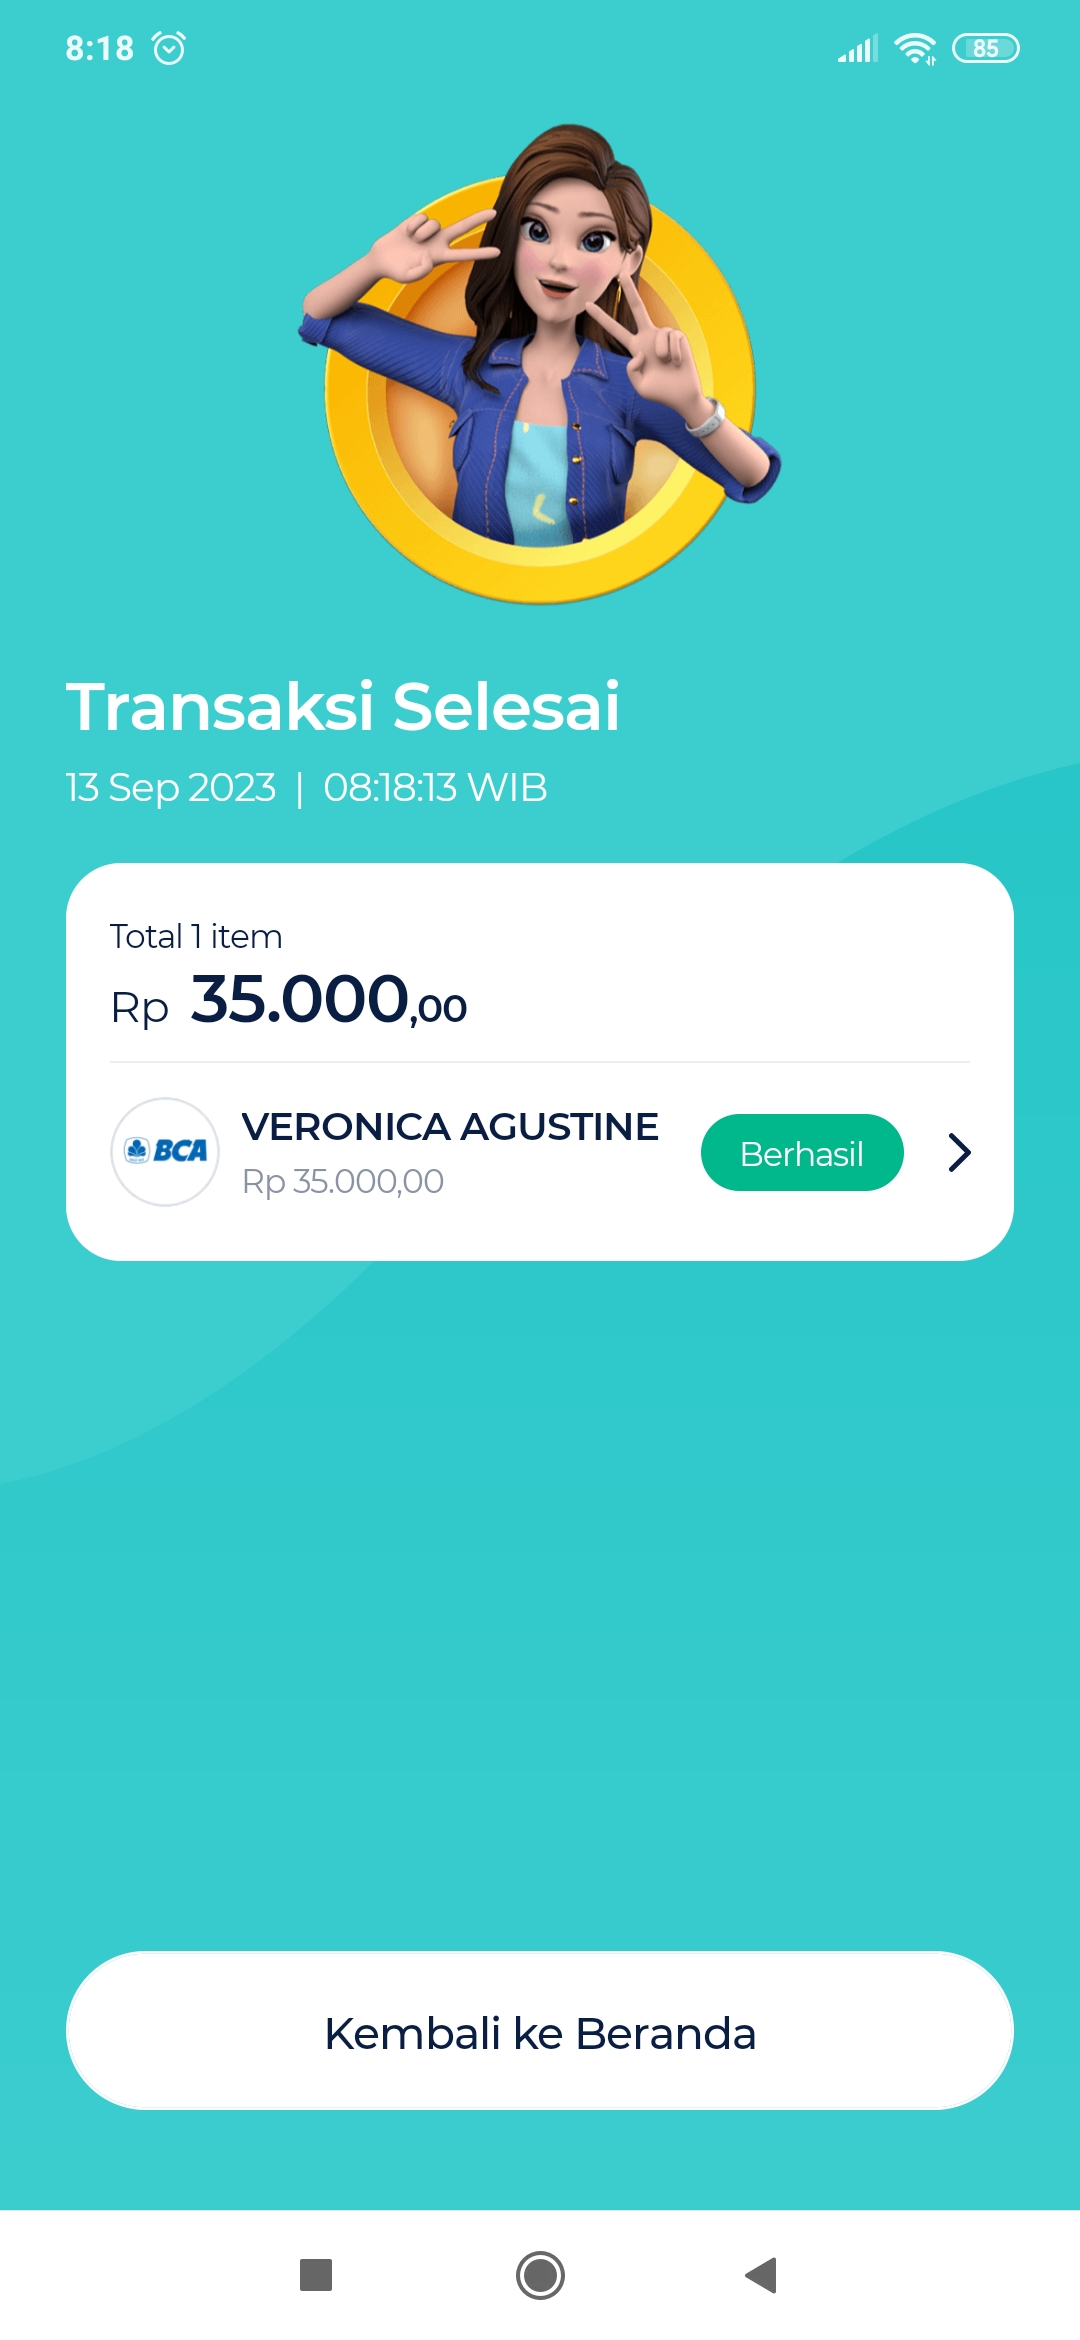 8:18
85
Transaksi Selesai
13 Sep 2023 | 08:18:13 WIB
Total 1 item
Rp 35.000,00
BCA
VERONICA AGUSTINE
Rp 35.000,00
Berhasil
Kembali ke Beranda